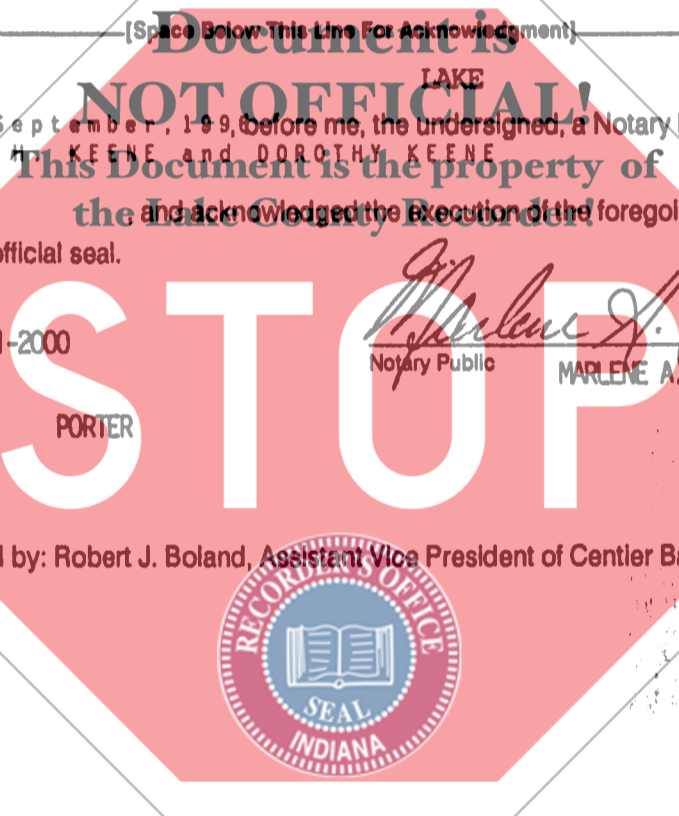 [Space Below This Line For Acknowledgment]
Document is
LAKE
NOT OFFICIAL!
September, 199, before me, the undersigned, a Notary
H. KEENE and DOROTHY KEENE
This Document is the property of
, and acknowledged the execution of the foregoi
the Lake County Recorder!
official seal.
STOP
-2000
Marlene A.
Notary Public MARLENE A.
PORTER
by: Robert J. Boland, Assistant Vice President of Centier Ba
RECORDER'S OFFICE
SEAL
INDIANA